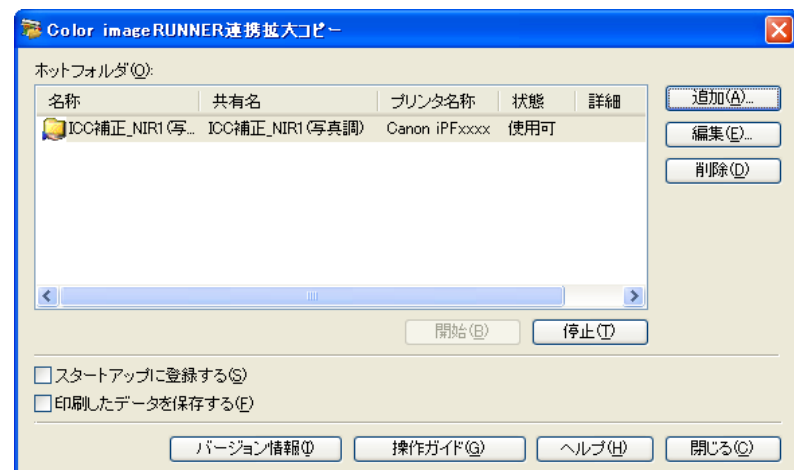 Color imageRUNNER連携拡大コピー
ホットフォルダ(O):
名称 共有名 プリンタ名称 状態 詳細
ICC補正_NIR1(写... ICC補正_NIR1(写真調) Canon iPFxxxx 使用可
追加(A)...
編集(E)...
削除(D)
開始(B) 停止(T)
スタートアップに登録する(S)
印刷したデータを保存する(F)
バージョン情報(I) 操作ガイド(G) ヘルプ(H) 閉じる(C)